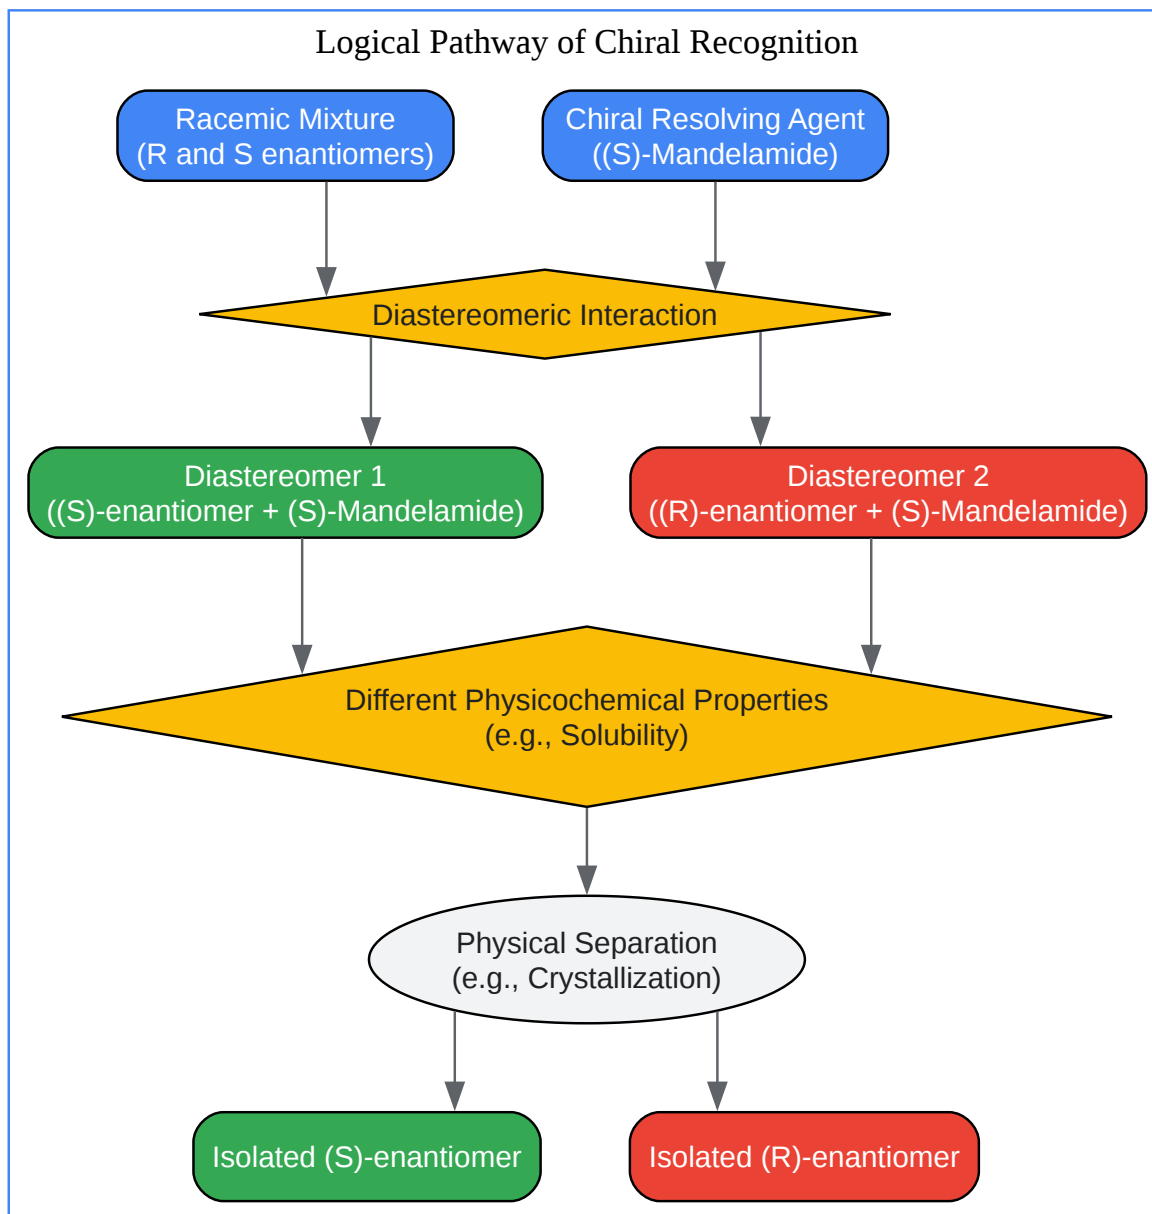 Logical Pathway of Chiral Recognition
Racemic Mixture
(R and S enantiomers)
Chiral Resolving Agent
((S)-Mandelamide)
Diastereomeric Interaction
Diastereomer 1
((S)-enantiomer + (S)-Mandelamide)
Diastereomer 2
((R)-enantiomer + (S)-Mandelamide)
Different Physicochemical Properties
(e.g., Solubility)
Physical Separation
(e.g., Crystallization)
Isolated (S)-enantiomer
Isolated (R)-enantiomer